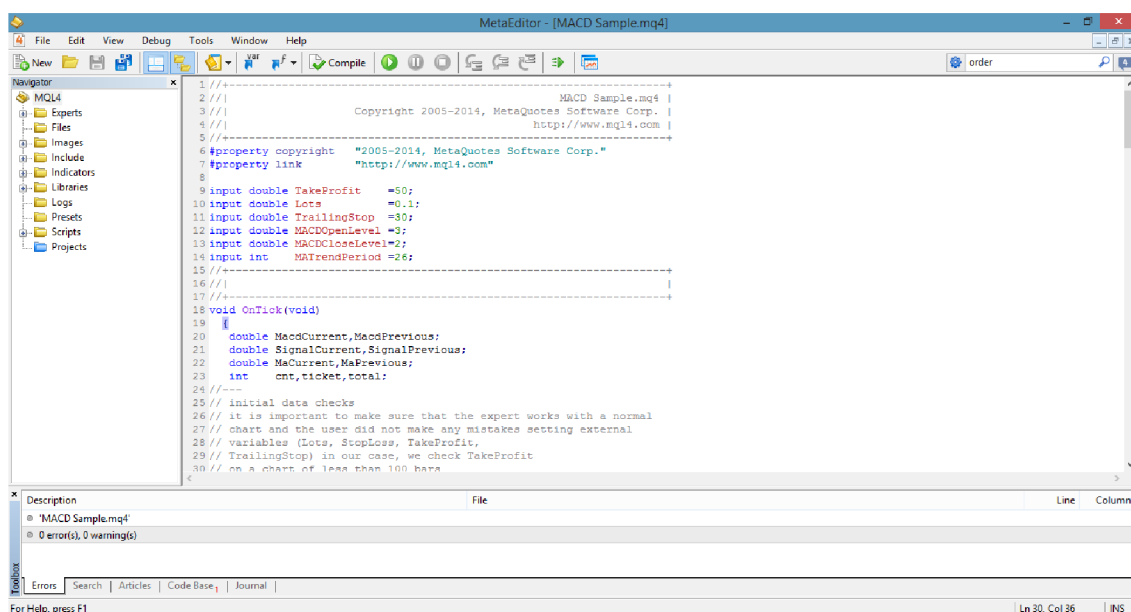 MetaEditor - [MACD Sample.mq4]
File Edit View Debug Tools Window Help
New var f Compile order
Navigator
MQL4
Experts
Files
Images
Include
Indicators
Libraries
Logs
Presets
Scripts
Projects
1 //+------------------------------------------------------------------+
2 //| MACD Sample.mq4 |
3 //| Copyright 2005-2014, MetaQuotes Software Corp. |
4 //| http://www.mql4.com |
5 //+------------------------------------------------------------------+
6 #property copyright "2005-2014, MetaQuotes Software Corp."
7 #property link "http://www.mql4.com"
8
9 input double TakeProfit =50;
10 input double Lots =0.1;
11 input double TrailingStop =30;
12 input double MACDOpenLevel =3;
13 input double MACDCloseLevel=2;
14 input int MATrendPeriod =26;
15 //+------------------------------------------------------------------+
16 //| |
17 //+------------------------------------------------------------------+
18 void OnTick(void)
19 {
20 double MacdCurrent,MacdPrevious;
21 double SignalCurrent,SignalPrevious;
22 double MaCurrent,MaPrevious;
23 int cnt,ticket,total;
24 //---
25 // initial data checks
26 // it is important to make sure that the expert works with a normal
27 // chart and the user did not make any mistakes setting external
28 // variables (Lots, StopLoss, TakeProfit,
29 // TrailingStop) in our case, we check TakeProfit
30 // on a chart of less than 100 bars
Description File Line Column
'MACD Sample.mq4'
0 error(s), 0 warning(s)
Toolbox
Errors Search Articles Code Base 1 Journal
For Help, press F1 Ln 30, Col 36 INS